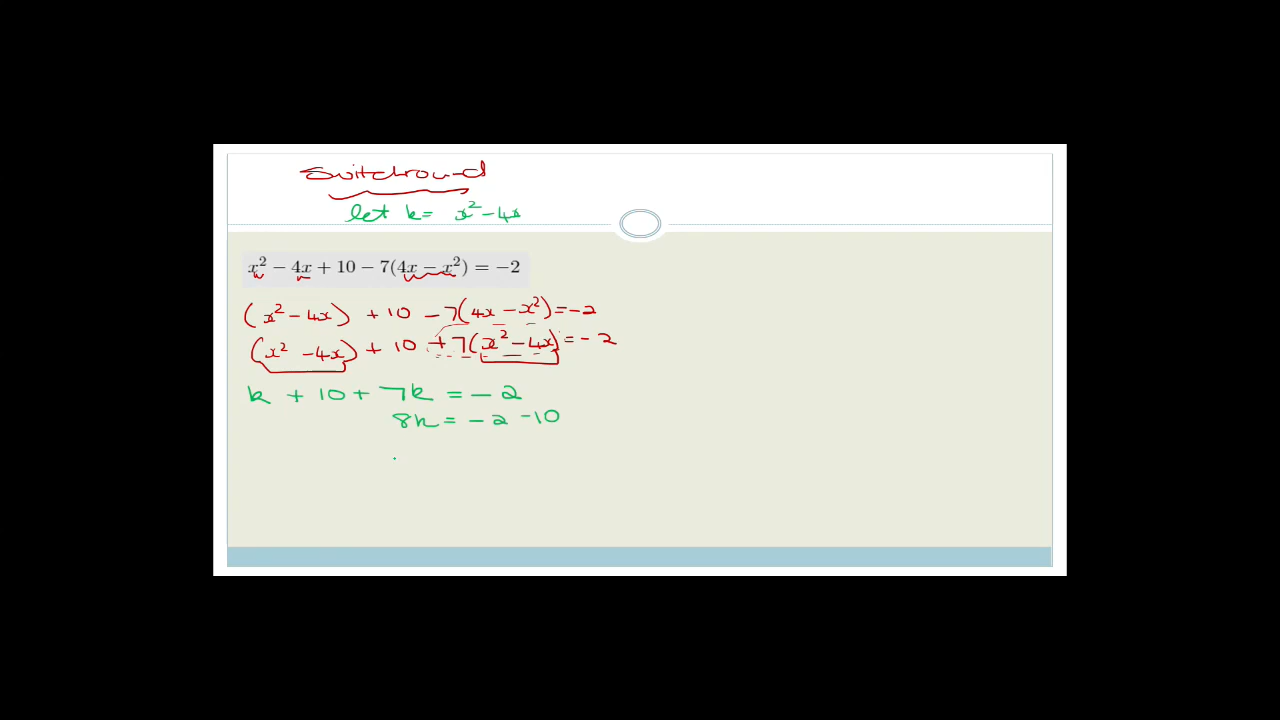 Switchround
let k = x² - 4x
x² − 4x + 10 − 7(4x − x²) = −2
(x² - 4x) + 10 - 7(4x - x²) = -2
(x² - 4x) + 10 + 7(x² - 4x) = -2
k + 10 + 7k = -2
8k = -2 -10